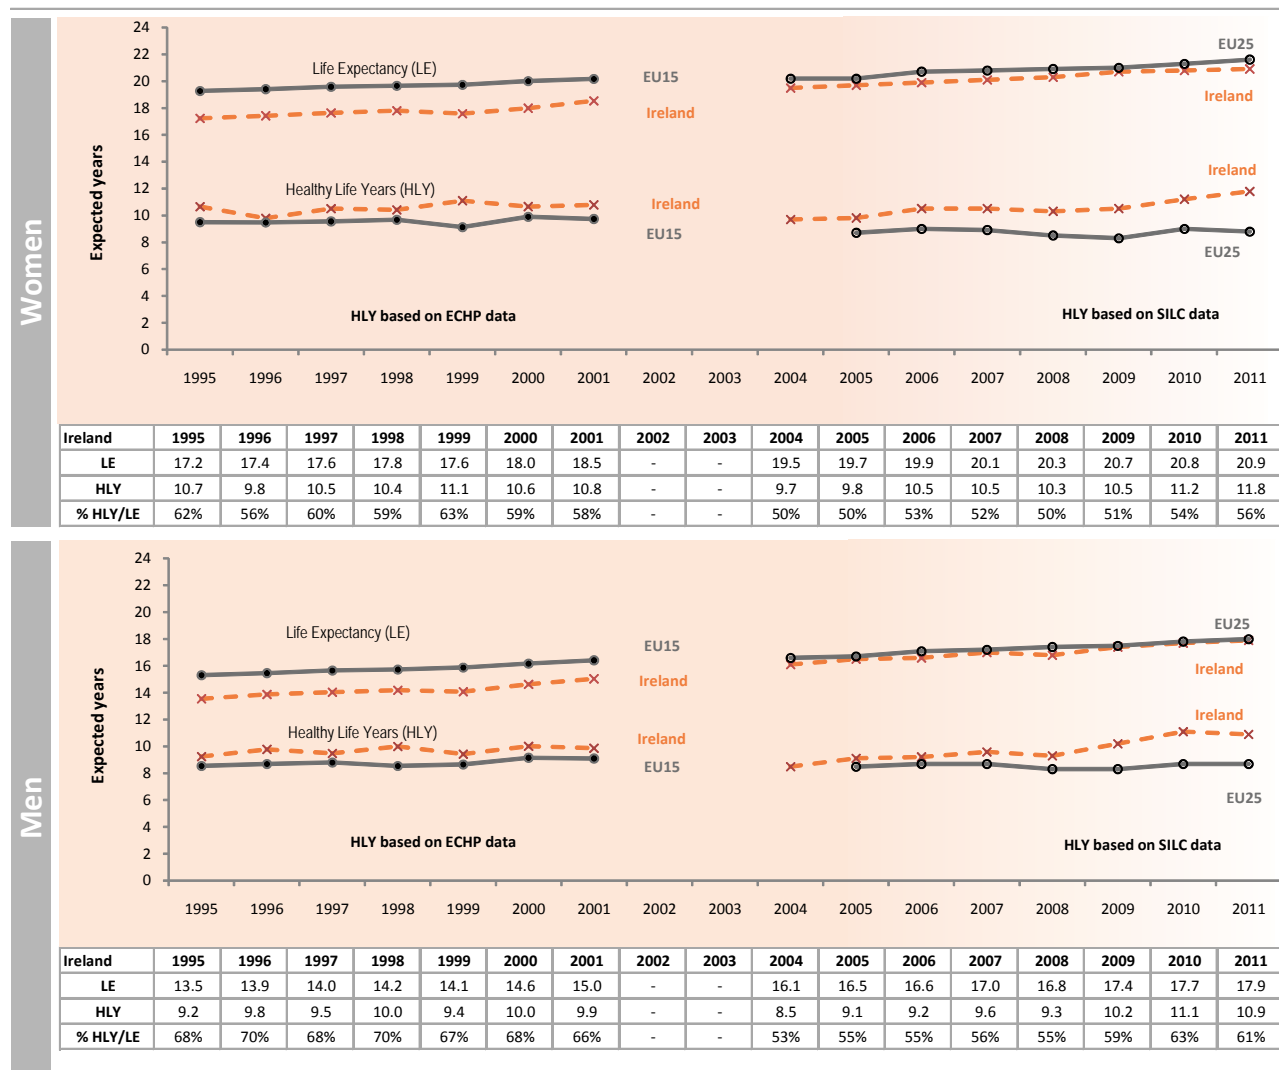 Women
Expected years
24
22
20
18
16
14
12
10
8
6
4
2
0
Life Expectancy (LE)
EU15
Ireland
EU25
Ireland
Healthy Life Years (HLY)
Ireland
EU15
Ireland
EU25
HLY based on ECHP data
HLY based on SILC data
1995 1996 1997 1998 1999 2000 2001 2002 2003 2004 2005 2006 2007 2008 2009 2010 2011
Ireland 1995 1996 1997 1998 1999 2000 2001 2002 2003 2004 2005 2006 2007 2008 2009 2010 2011
LE 17.2 17.4 17.6 17.8 17.6 18.0 18.5 - - 19.5 19.7 19.9 20.1 20.3 20.7 20.8 20.9
HLY 10.7 9.8 10.5 10.4 11.1 10.6 10.8 - - 9.7 9.8 10.5 10.5 10.3 10.5 11.2 11.8
% HLY/LE 62% 56% 60% 59% 63% 59% 58% - - 50% 50% 53% 52% 50% 51% 54% 56%
Men
Expected years
24
22
20
18
16
14
12
10
8
6
4
2
0
Life Expectancy (LE)
EU15
Ireland
EU25
Ireland
Healthy Life Years (HLY)
Ireland
EU15
Ireland
EU25
HLY based on ECHP data
HLY based on SILC data
1995 1996 1997 1998 1999 2000 2001 2002 2003 2004 2005 2006 2007 2008 2009 2010 2011
Ireland 1995 1996 1997 1998 1999 2000 2001 2002 2003 2004 2005 2006 2007 2008 2009 2010 2011
LE 13.5 13.9 14.0 14.2 14.1 14.6 15.0 - - 16.1 16.5 16.6 17.0 16.8 17.4 17.7 17.9
HLY 9.2 9.8 9.5 10.0 9.4 10.0 9.9 - - 8.5 9.1 9.2 9.6 9.3 10.2 11.1 10.9
% HLY/LE 68% 70% 68% 70% 67% 68% 66% - - 53% 55% 55% 56% 55% 59% 63% 61%